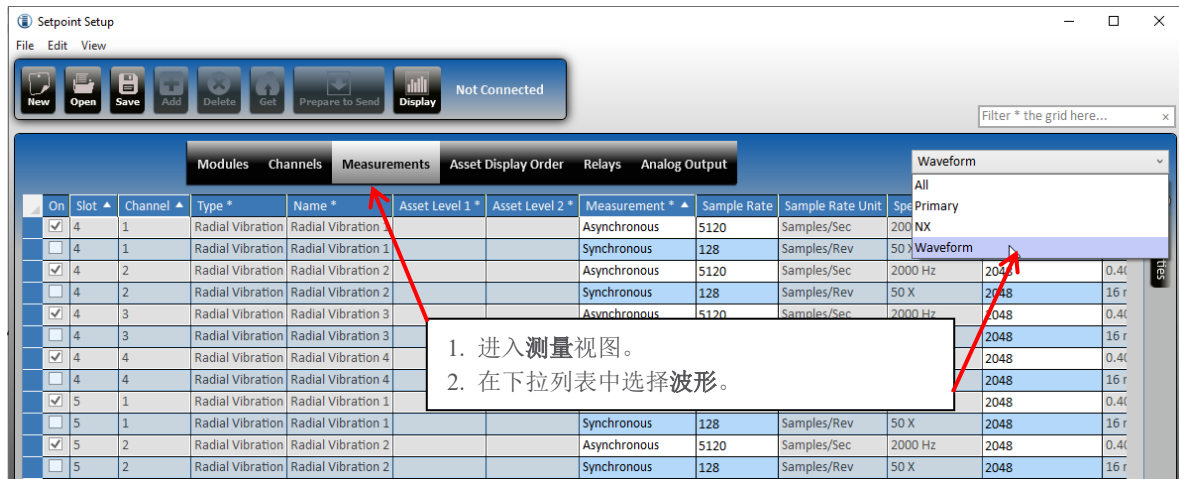 Setpoint Setup
File Edit View
New Open Save Add Delete Get Prepare to Send Display Not Connected
Filter * the grid here... ×
Modules Channels Measurements Asset Display Order Relays Analog Output
Waveform
All
Primary
NX
Waveform
On Slot Channel Type * Name * Asset Level 1 * Asset Level 2 * Measurement * Sample Rate Sample Rate Unit
4 1 Radial Vibration Radial Vibration 1 Asynchronous 5120 Samples/Sec
4 1 Radial Vibration Radial Vibration 1 Synchronous 128 Samples/Rev 50 X
4 2 Radial Vibration Radial Vibration 2 Asynchronous 5120 Samples/Sec 2000 Hz 2048
4 2 Radial Vibration Radial Vibration 2 Synchronous 128 Samples/Rev 50 X 2048
4 3 Radial Vibration Radial Vibration 3 Asynchronous 5120 Samples/Sec 2000 Hz 2048
4 3 Radial Vibration Radial Vibration 3 2048
4 4 Radial Vibration Radial Vibration 4 2048
4 4 Radial Vibration Radial Vibration 4 2048
5 1 Radial Vibration Radial Vibration 1 2048
5 1 Radial Vibration Radial Vibration 1 Synchronous 128 Samples/Rev 50 X 2048
5 2 Radial Vibration Radial Vibration 2 Asynchronous 5120 Samples/Sec 2000 Hz 2048
5 2 Radial Vibration Radial Vibration 2 Synchronous 128 Samples/Rev 50 X 2048
1. 进入测量视图。
2. 在下拉列表中选择波形。